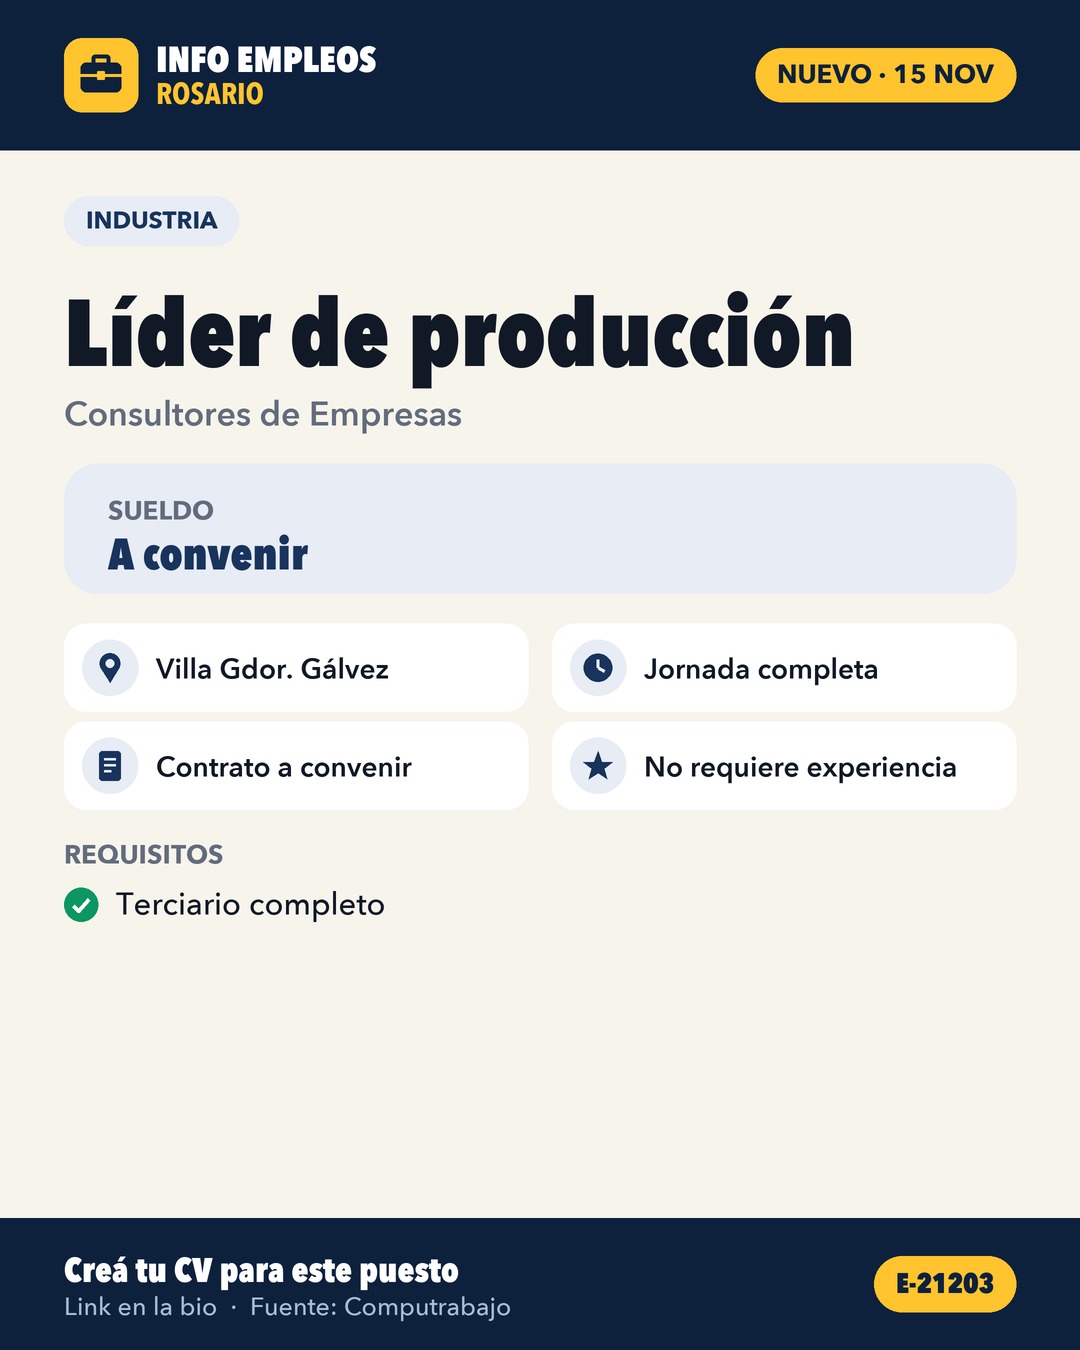 INFO EMPLEOS
ROSARIO
NUEVO · 15 NOV
INDUSTRIA
Líder de producción
Consultores de Empresas
SUELDO
A convenir
Villa Gdor. Gálvez
Jornada completa
Contrato a convenir
No requiere experiencia
REQUISITOS
Terciario completo
Creá tu CV para este puesto
Link en la bio · Fuente: Computrabajo
E-21203